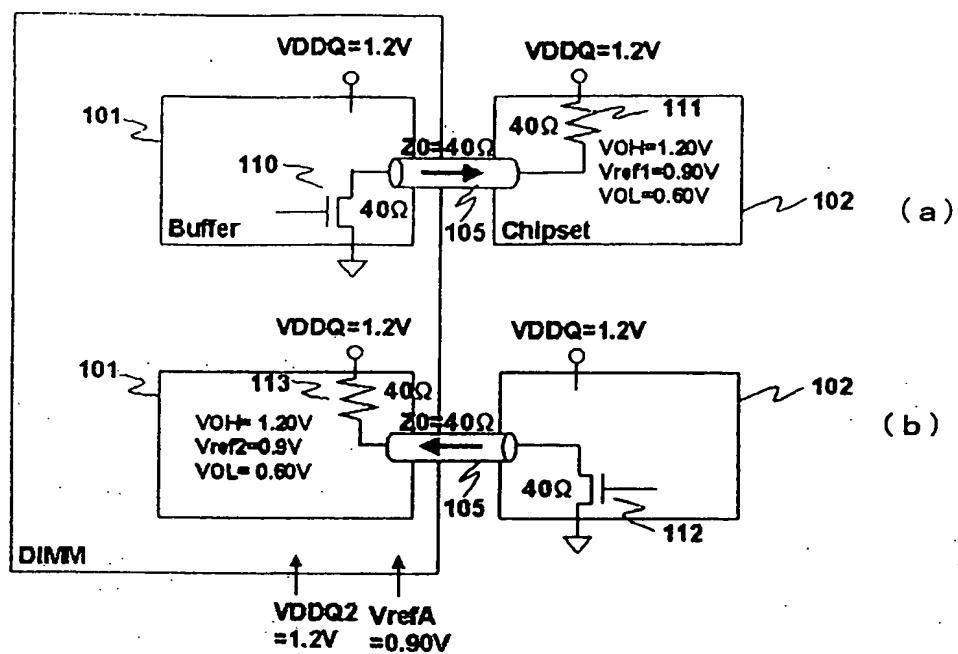 VDDQ=1.2V
VDDQ=1.2V
101
111
40Ω
Z0=40Ω
VOH=1.20V
Vref1=0.90V
VOL=0.60V
110
40Ω
102
(a)
Buffer
105
Chipset
VDDQ=1.2V
VDDQ=1.2V
101
113
40Ω
102
VOH= 1.20V
Vref2=0.9V
VOL= 0.60V
Z0=40Ω
(b)
40Ω
105
112
DIMM
VDDQ2
=1.2V
VrefA
=0.90V